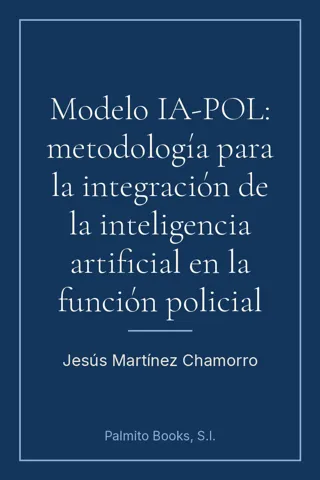 Modelo IA-POL:
metodología para
la integración de
la inteligencia
artificial en la
función policial
Jesús Martínez Chamorro
Palmito Books, S.l.